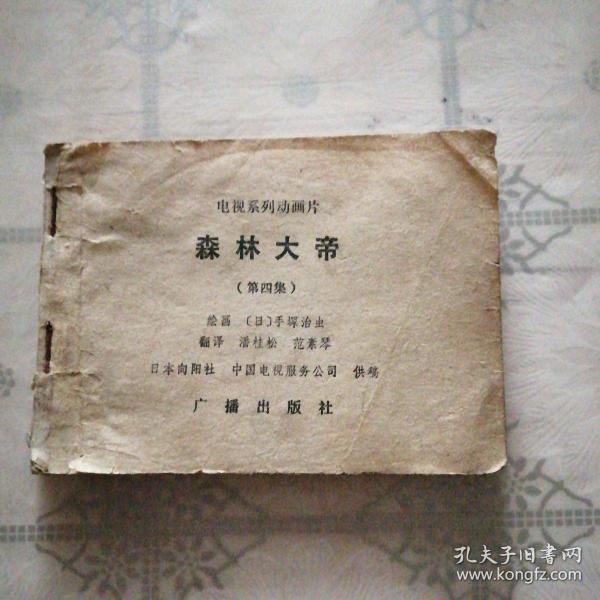 电视系列动画片
森林大帝
(第四集)
绘画 〔日〕手塚治虫
翻译 潘桂松 范素琴
日本向阳社 中国电视服务公司 供稿
广播出版社
孔夫子旧书网
www.kongfz.com